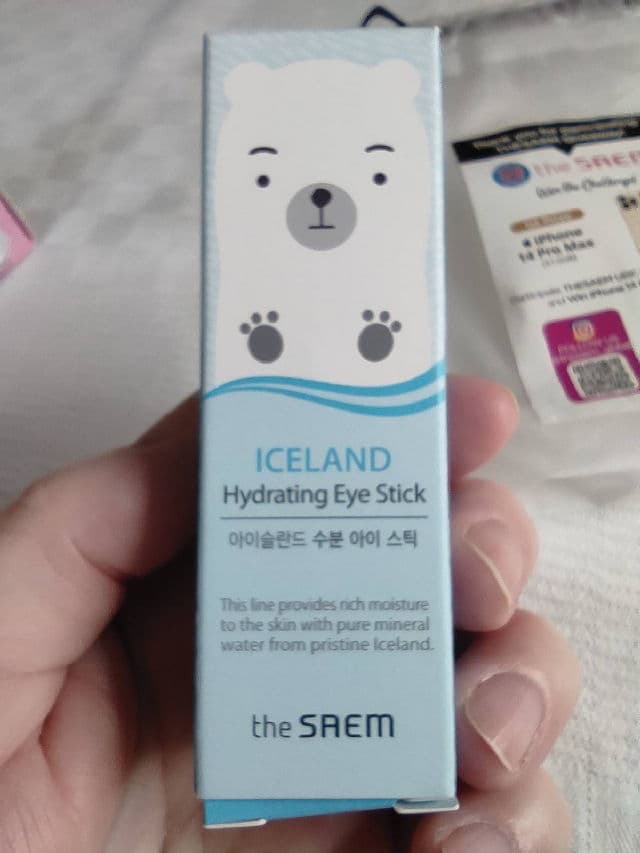 ICELAND
Hydrating Eye Stick
아이슬란드 수분 아이 스틱
This line provides rich moisture
to the skin with pure mineral
water from pristine Iceland.
the SAEM
the SAEM
iPhone
14 Pro Max